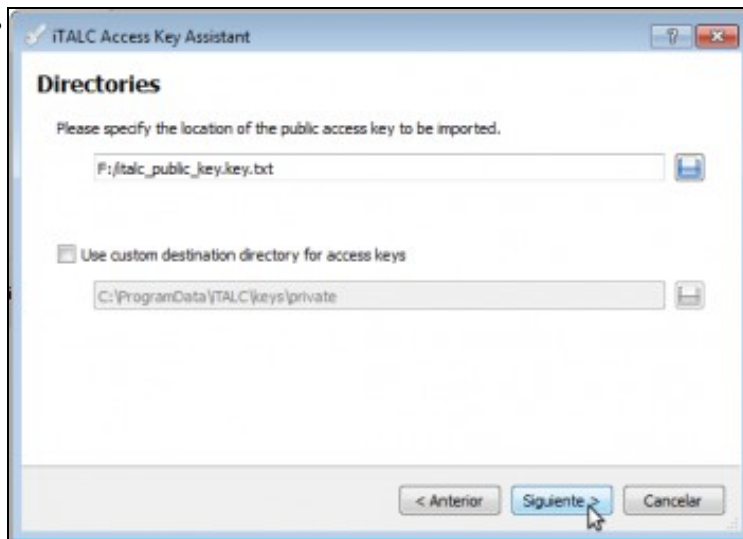 iTALC Access Key Assistant
Directories
Please specify the location of the public access key to be imported.
F:/italc_public_key.key.txt
Use custom destination directory for access keys
C:\ProgramData\iTALC\keys\private
< Anterior
Siguiente >
Cancelar